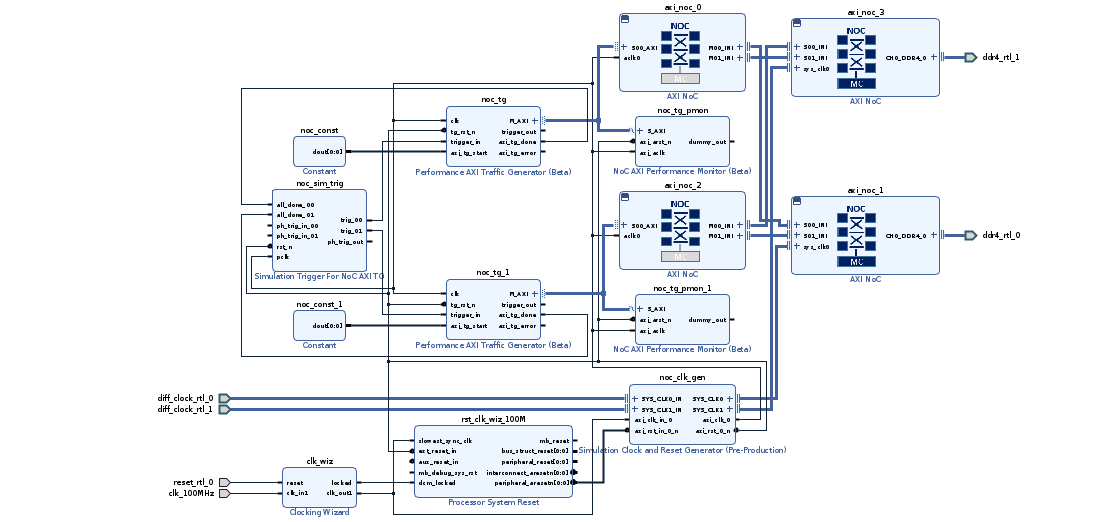 axi_noc_0
NOC
S00_AXI
aclk0
M00_INI
M01_INI
MC
AXI NoC
axi_noc_3
NOC
S00_INI
S01_INI
sys_clk0
CH0_DDR4_0
MC
AXI NoC
ddr4_rtl_1
noc_tg
clk
tg_rst_n
trigger_in
axi_tg_start
M_AXI
trigger_out
axi_tg_done
axi_tg_error
Performance AXI Traffic Generator (Beta)
noc_tg_pmon
S_AXI
axi_arst_n
axi_aclk
dummy_out
NoC AXI Performance Monitor (Beta)
noc_const
dout[0:0]
Constant
noc_sim_trig
all_done_00
all_done_01
ph_trig_in_00
ph_trig_in_01
rst_n
pclk
trig_00
trig_01
ph_trig_out
Simulation Trigger For NoC AXI TG
axi_noc_2
NOC
S00_AXI
aclk0
M00_INI
M01_INI
MC
AXI NoC
axi_noc_1
NOC
S00_INI
S01_INI
sys_clk0
CH0_DDR4_0
MC
AXI NoC
ddr4_rtl_0
noc_tg_1
clk
tg_rst_n
trigger_in
axi_tg_start
M_AXI
trigger_out
axi_tg_done
axi_tg_error
Performance AXI Traffic Generator (Beta)
noc_tg_pmon_1
S_AXI
axi_arst_n
axi_aclk
dummy_out
NoC AXI Performance Monitor (Beta)
noc_const_1
dout[0:0]
Constant
noc_clk_gen
SYS_CLK0_IN
SYS_CLK1_IN
axi_clk_in_0
axi_rst_in_0_n
SYS_CLK0
SYS_CLK1
axi_clk_0
axi_rst_0_n
Simulation Clock and Reset Generator (Pre-Production)
diff_clock_rtl_0
diff_clock_rtl_1
rst_clk_wiz_100M
slowest_sync_clk
ext_reset_in
aux_reset_in
mb_debug_sys_rst
dcm_locked
mb_reset
bus_struct_reset[0:0]
peripheral_reset[0:0]
interconnect_aresetn[0:0]
peripheral_aresetn[0:0]
Processor System Reset
clk_wiz
reset
clk_in1
locked
clk_out1
Clocking Wizard
reset_rtl_0
clk_100MHz